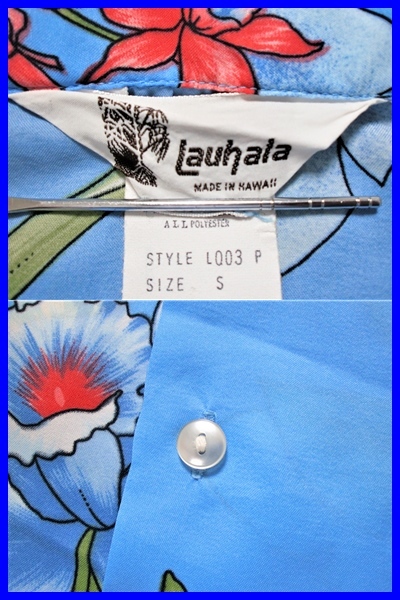 Lauhala
MADE IN HAWAII
ALL POLYESTER
STYLE L003 P
SIZE S